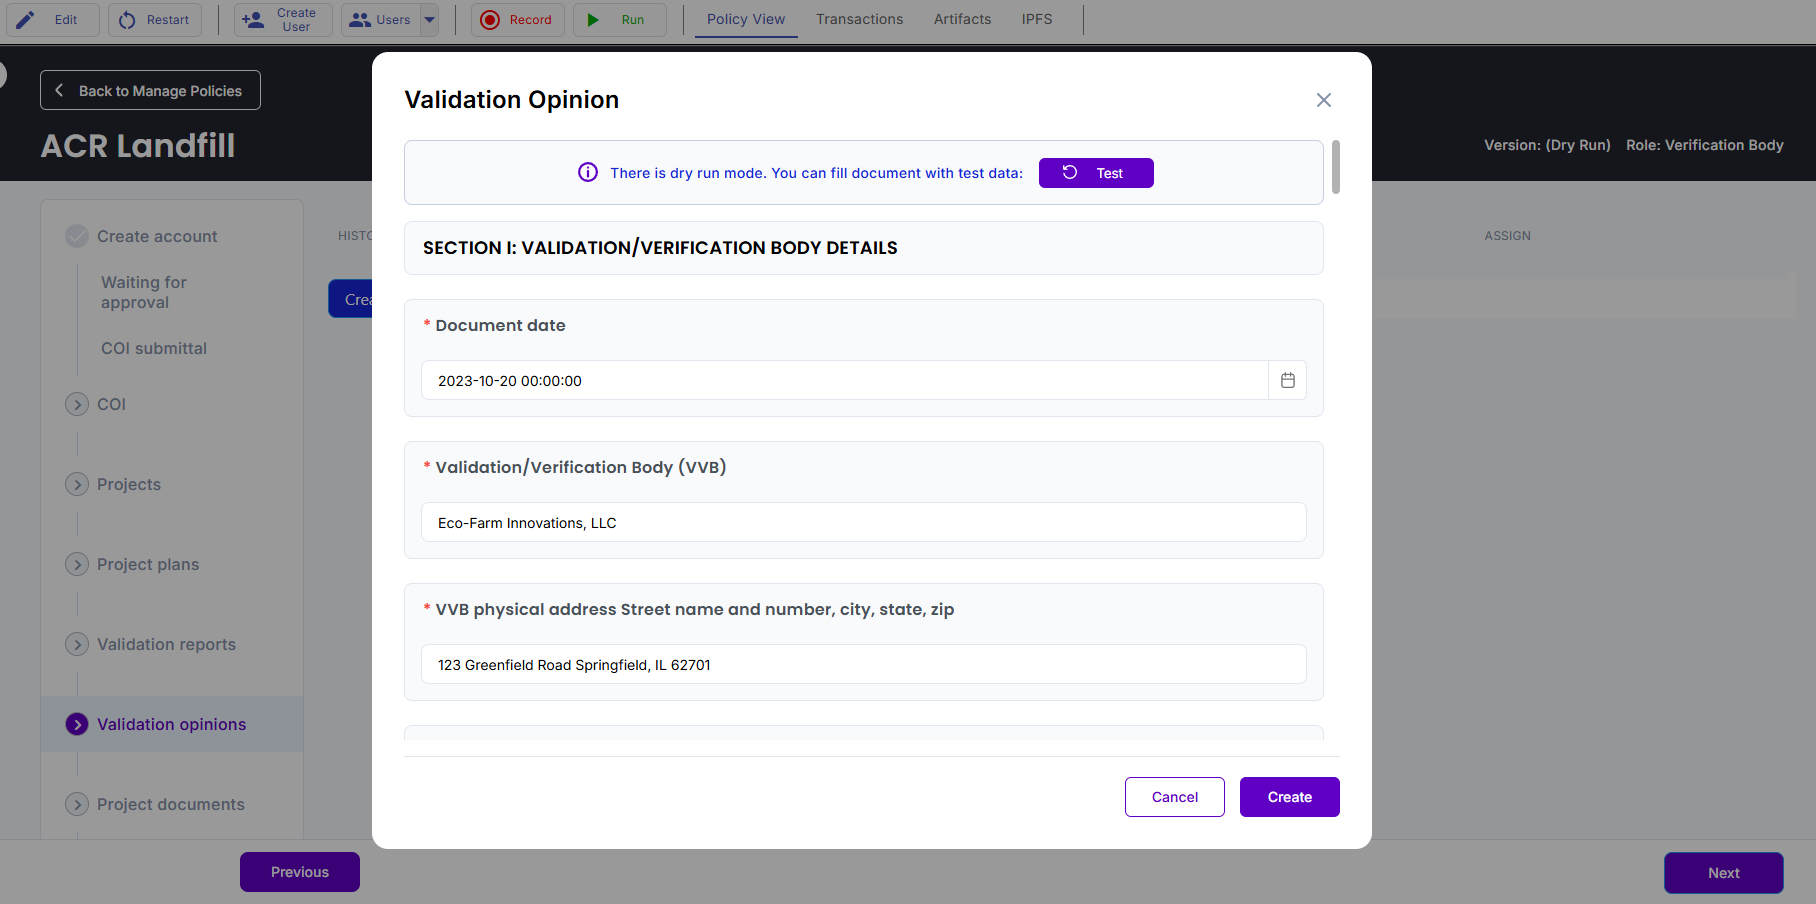 Edit
Restart
Create
User
Users
Record
Run
Policy View
Transactions
Artifacts
IPFS
Back to Manage Policies
ACR Landfill
Version: (Dry Run)
Role: Verification Body
Create account
Waiting for
approval
COI submittal
COI
Projects
Project plans
Validation reports
Validation opinions
Project documents
ASSIGN
Validation Opinion
There is dry run mode. You can fill document with test data:
Test
SECTION I: VALIDATION/VERIFICATION BODY DETAILS
* Document date
2023-10-20 00:00:00
* Validation/Verification Body (VVB)
Eco-Farm Innovations, LLC
* VVB physical address Street name and number, city, state, zip
123 Greenfield Road Springfield, IL 62701
Cancel
Create
Previous
Next